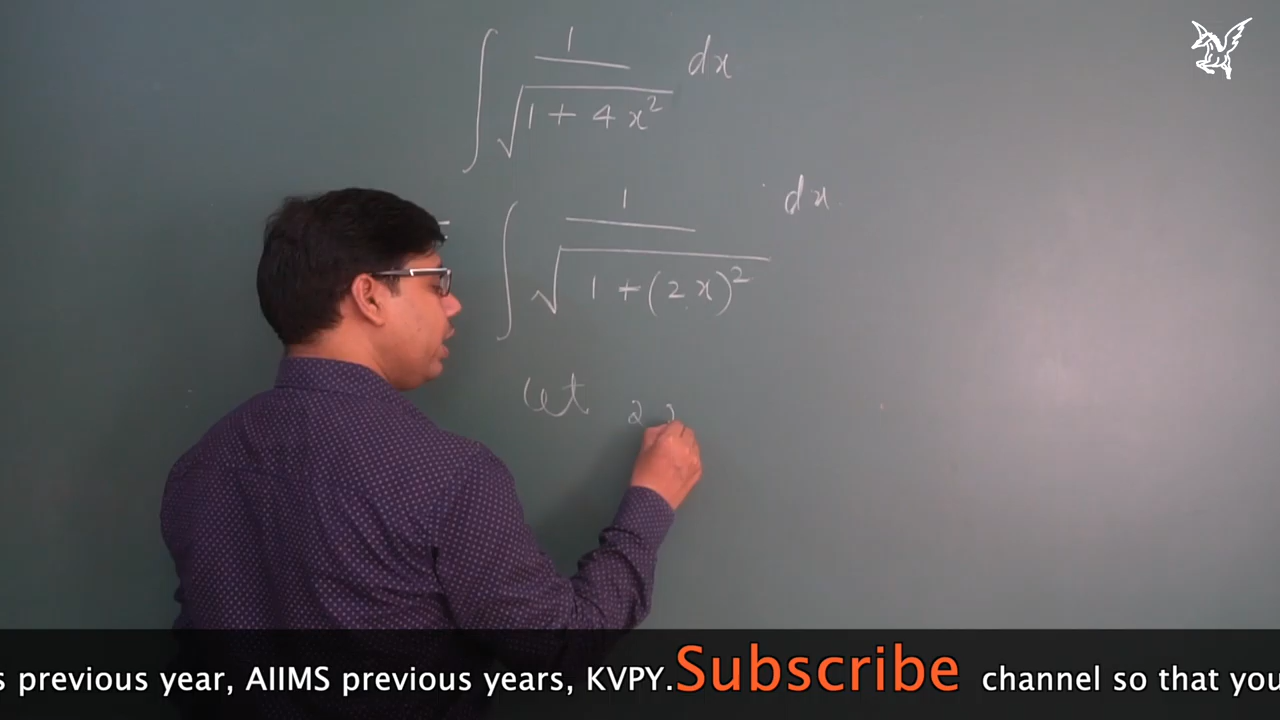 ∫ 1/√(1 + 4x²) dx
= ∫ 1/√(1 + (2x)²) dx.
Let 2
previous year, AIIMS previous years, KVPY. Subscribe channel so that you